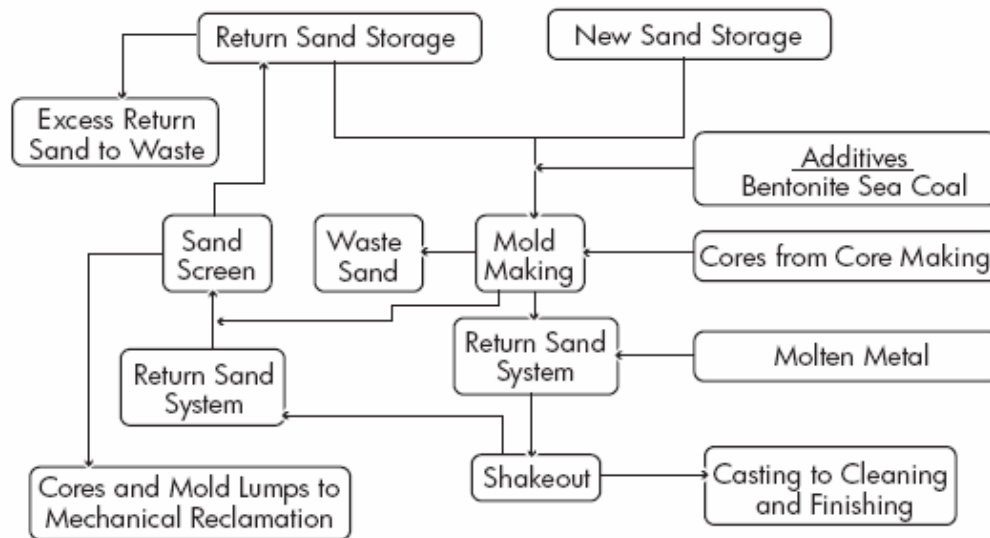 Return Sand Storage
New Sand Storage
Excess Return
Sand to Waste
Additives
Bentonite Sea Coal
Sand
Screen
Waste
Sand
Mold
Making
Cores from Core Making
Return Sand
System
Return Sand
System
Molten Metal
Cores and Mold Lumps to
Mechanical Reclamation
Shakeout
Casting to Cleaning
and Finishing